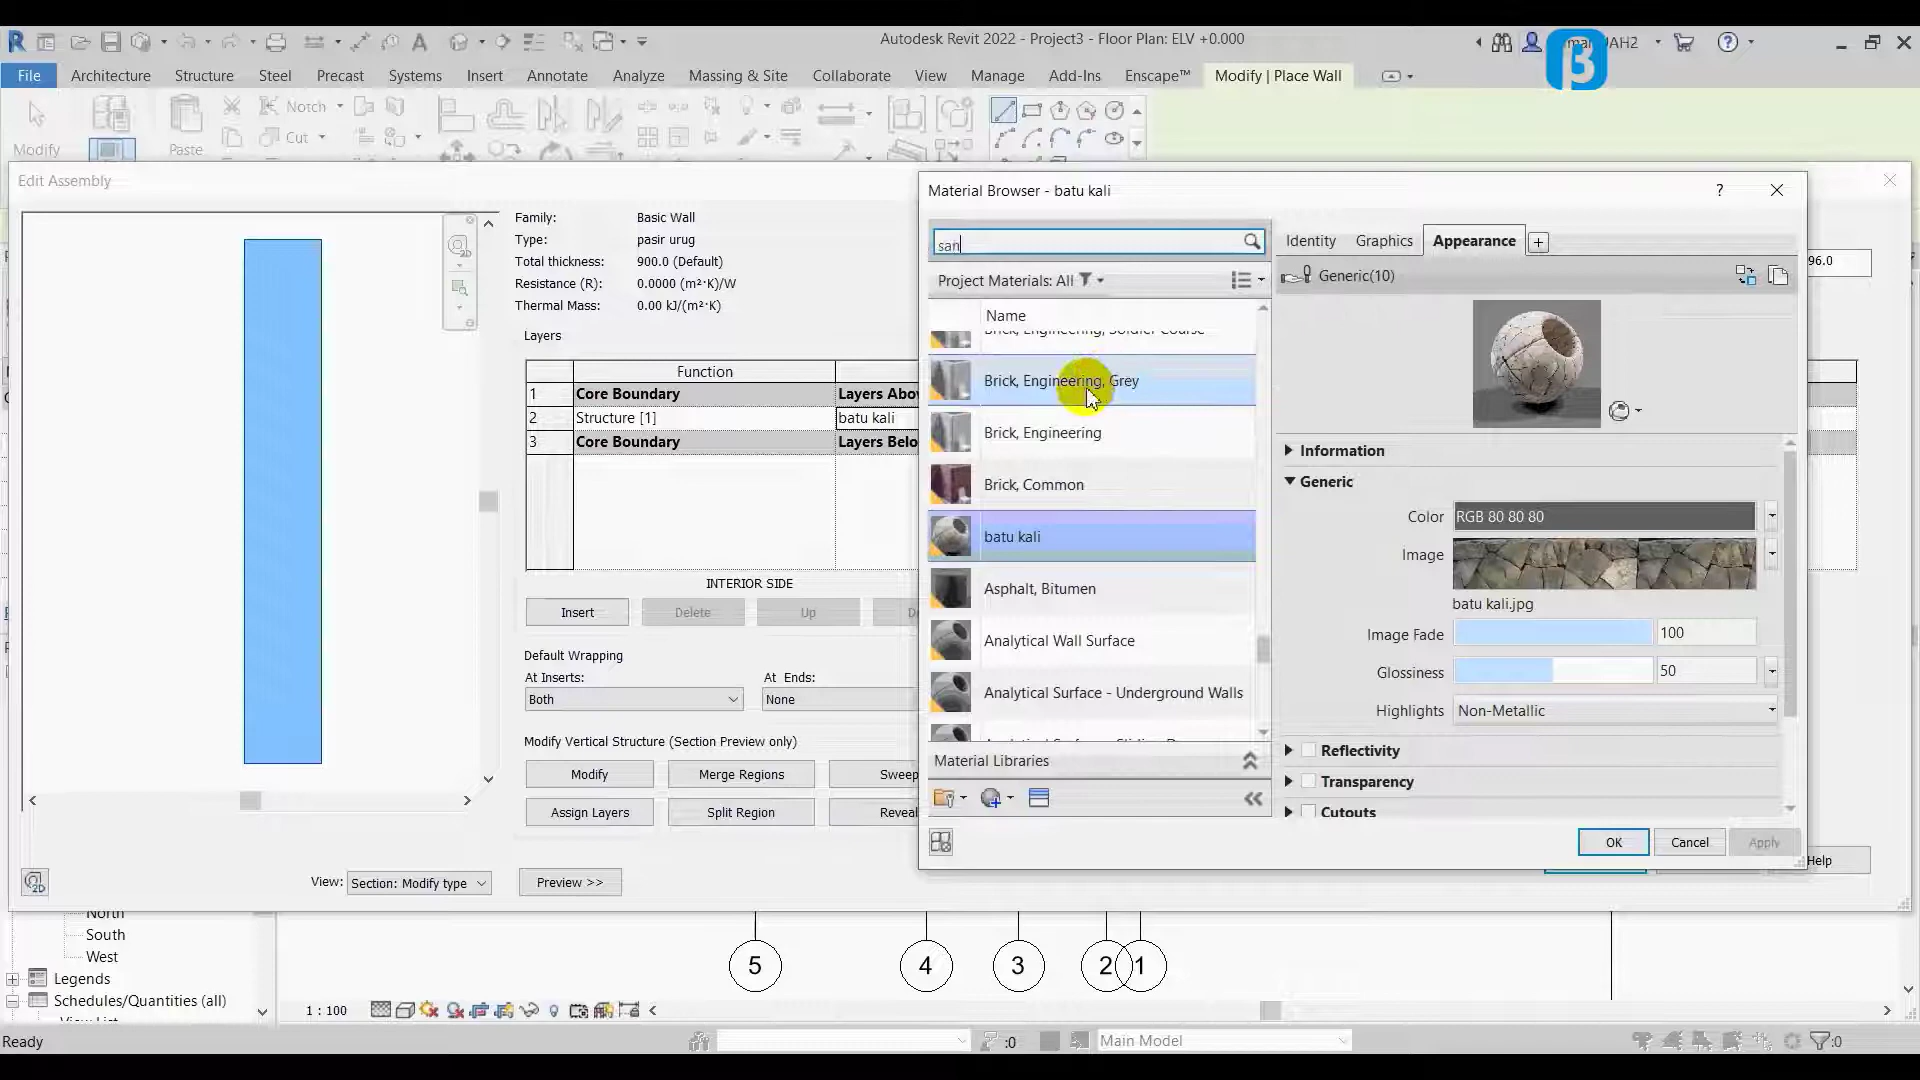 Autodesk Revit 2022 - Project3 - Floor Plan: ELV +0.000
File Architecture Structure Steel Precast Systems Insert Annotate Analyze Massing & Site Collaborate View Manage Add-Ins Enscape™ Modify | Place Wall
Modify
Paste
Notch
Cut
Edit Assembly
Family: Basic Wall
Type: pasir urug
Total thickness: 900.0 (Default)
Resistance (R): 0.0000 (m²·K)/W
Thermal Mass: 0.00 kJ/(m²·K)
Layers
Function
1 Core Boundary Layers Abov
2 Structure [1] batu kali
3 Core Boundary Layers Belo
INTERIOR SIDE
Insert Delete Up
Default Wrapping
At Inserts: At Ends:
Both None
Modify Vertical Structure (Section Preview only)
Modify Merge Regions Sweep
Assign Layers Split Region Reveal
View: Section: Modify type Preview >>
Material Browser - batu kali
?
san
Project Materials: All
Name
Brick, Engineering, Soldier Course
Brick, Engineering, Grey
Brick, Engineering
Brick, Common
batu kali
Asphalt, Bitumen
Analytical Wall Surface
Analytical Surface - Underground Walls
Material Libraries
Identity Graphics Appearance
Generic(10)
Information
Generic
Color RGB 80 80 80
Image
batu kali.jpg
Image Fade 100
Glossiness 50
Highlights Non-Metallic
Reflectivity
Transparency
Cutouts
OK Cancel Apply
96.0
Help
North
South
West
Legends
Schedules/Quantities (all)
5 4 3 2 1
1 : 100
Ready
:0
Main Model
:0